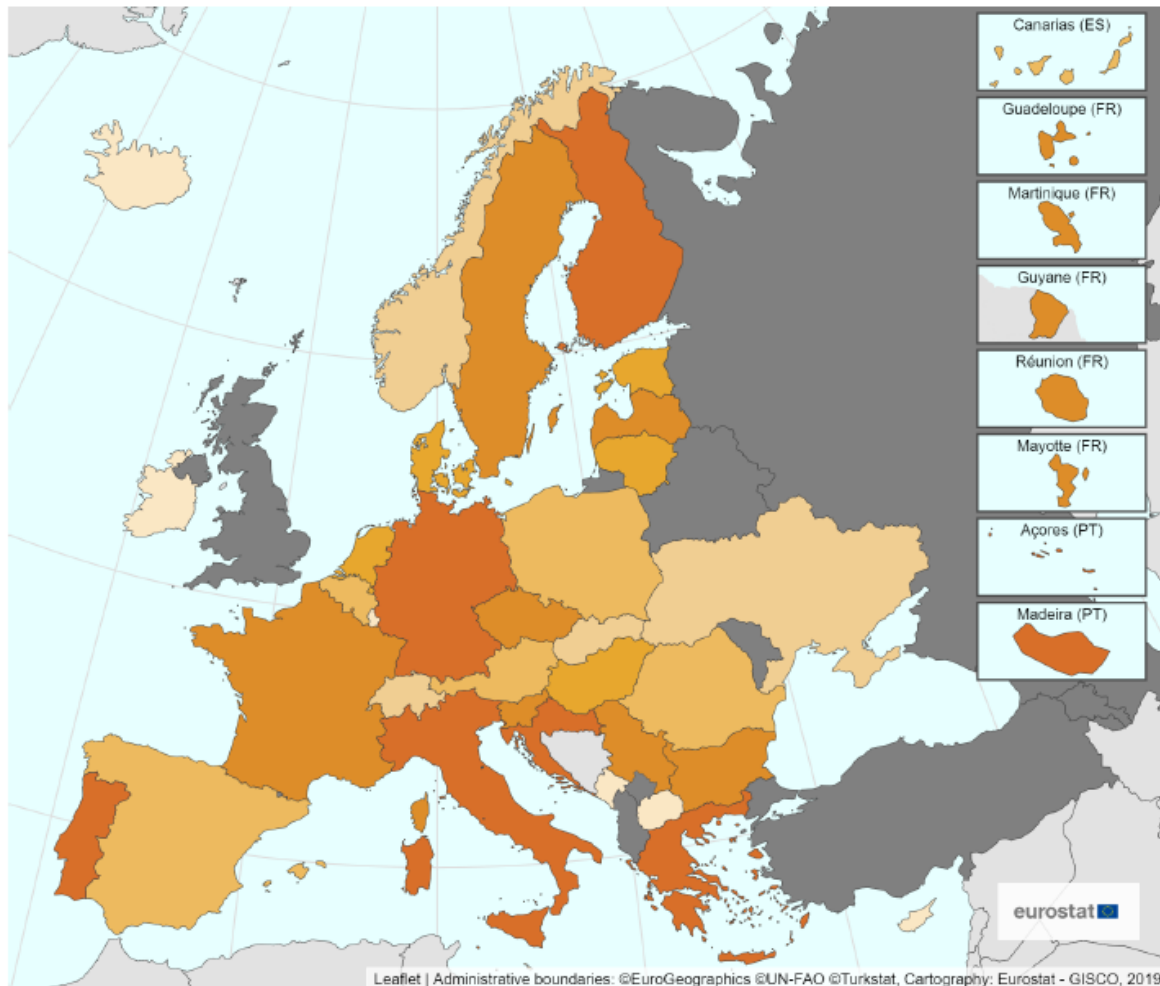 Canarias (ES)
Guadeloupe (FR)
Martinique (FR)
Guyane (FR)
Réunion (FR)
Mayotte (FR)
Açores (PT)
Madeira (PT)
eurostat
Leaflet | Administrative boundaries: ©EuroGeographics ©UN-FAO ©Turkstat, Cartography: Eurostat - GISCO, 2019